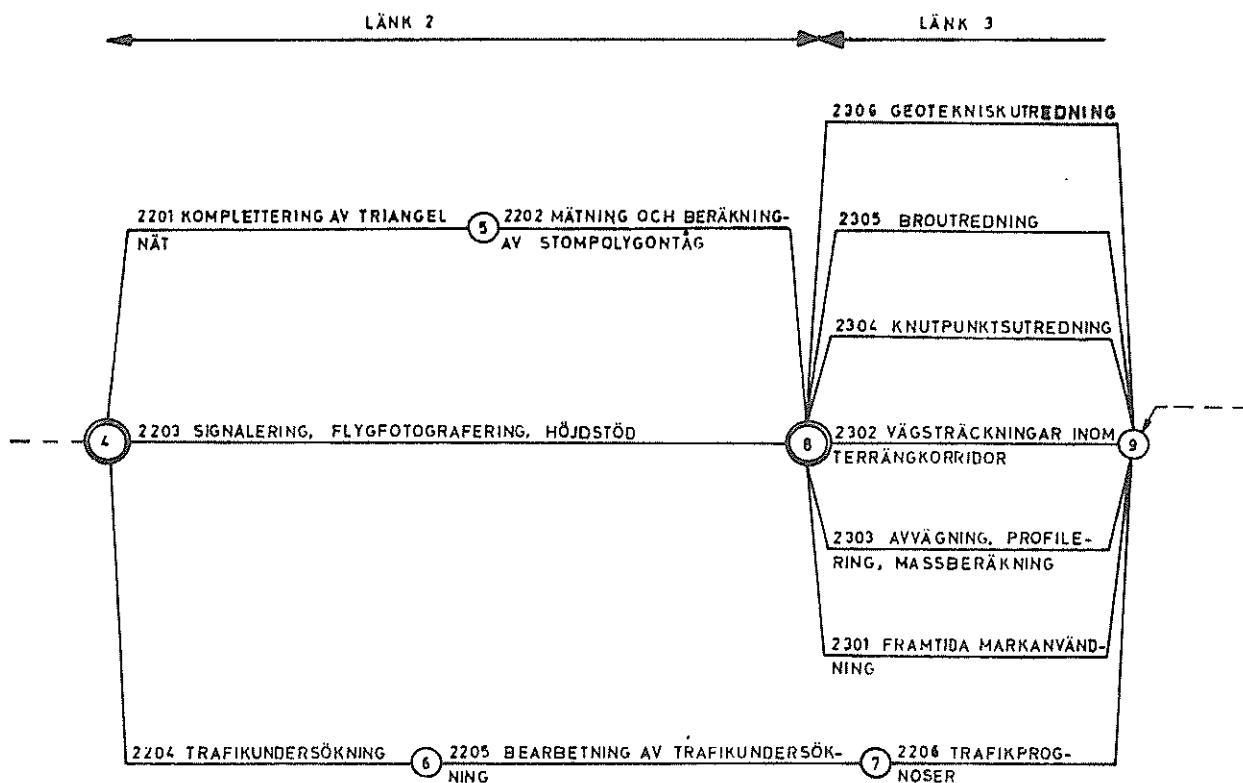 LÄNK 2
LÄNK 3
2306 GEOTEKNISKUTREDNING
2201 KOMPLETTERING AV TRIANGEL
NÄT
5
2202 MÄTNING OCH BERÄKNING-
AV STOMPOLYGONTÅG
2305 BROUTREDNING
2304 KNUTPUNKTSUTREDNING
4
2203 SIGNALERING, FLYGFOTOGRAFERING, HÖJDSTÖD
8
2302 VÄGSTRÄCKNINGAR INOM
TERRÄNGKORRIDOR
9
2303 AVVÄGNING, PROFILE-
RING, MASSBERÄKNING
2301 FRAMTIDA MARKANVÄND-
NING
2204 TRAFIKUNDERSÖKNING
6
2205 BEARBETNING AV TRAFIKUNDERSÖK-
NING
7
2206 TRAFIKPROG-
NOSER